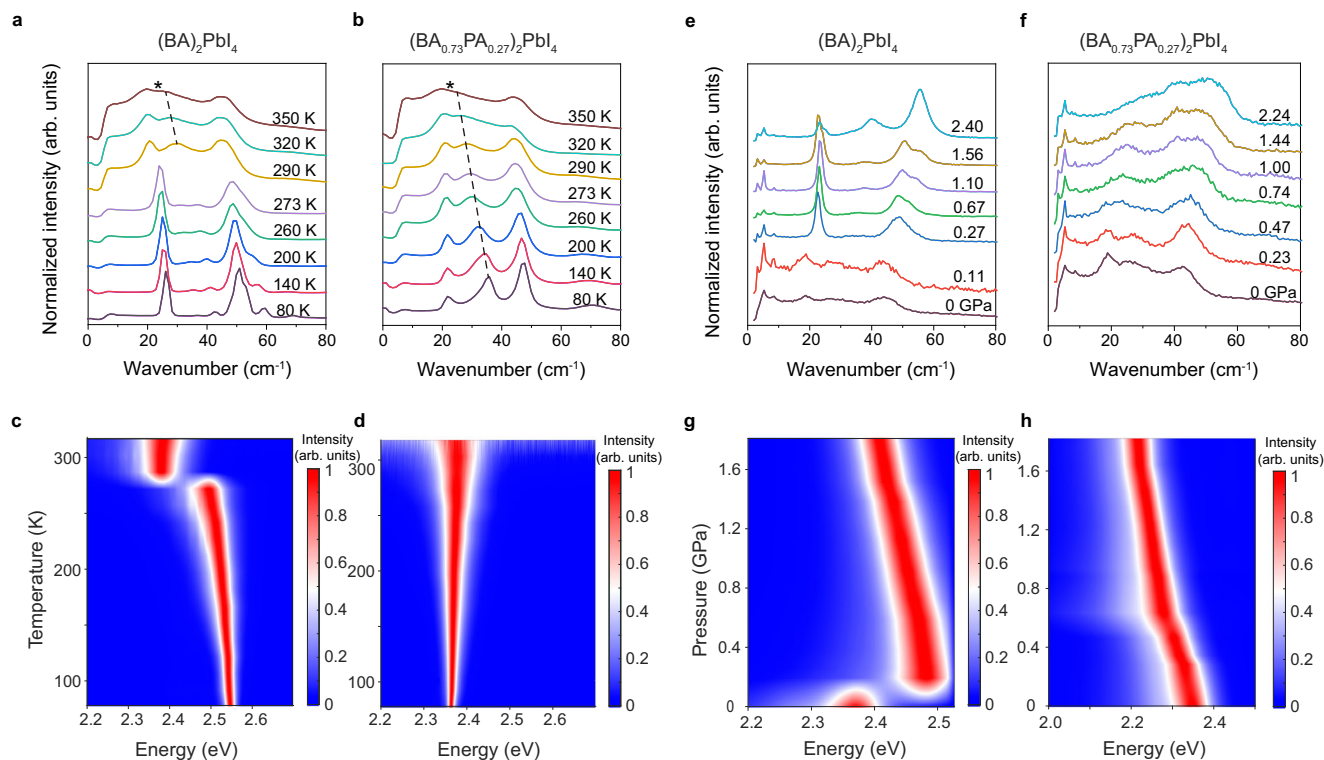 a
(BA)₂PbI₄
*
350 K
320 K
290 K
273 K
260 K
200 K
140 K
80 K
0 20 40 60 80
Wavenumber (cm⁻¹)
Normalized intensity (arb. units)
b
(BA₀.₇₃PA₀.₂₇)₂PbI₄
*
350 K
320 K
290 K
273 K
260 K
200 K
140 K
80 K
0 20 40 60 80
Wavenumber (cm⁻¹)
e
(BA)₂PbI₄
2.40
1.56
1.10
0.67
0.27
0.11
0 GPa
0 20 40 60 80
Wavenumber (cm⁻¹)
Normalized intensity (arb. units)
f
(BA₀.₇₃PA₀.₂₇)₂PbI₄
2.24
1.44
1.00
0.74
0.47
0.23
0 GPa
0 20 40 60 80
Wavenumber (cm⁻¹)
c
Intensity
(arb. units)
1
0.8
0.6
0.4
0.2
0
300
200
100
Temperature (K)
2.2 2.3 2.4 2.5 2.6
Energy (eV)
d
Intensity
(arb. units)
1
0.8
0.6
0.4
0.2
0
300
200
100
2.2 2.3 2.4 2.5 2.6
Energy (eV)
g
Intensity
(arb. units)
1
0.8
0.6
0.4
0.2
0
1.6
1.2
0.8
0.4
0
Pressure (GPa)
2.2 2.3 2.4 2.5
Energy (eV)
h
Intensity
(arb. units)
1
0.8
0.6
0.4
0.2
0
1.6
1.2
0.8
0.4
0
2.0 2.2 2.4
Energy (eV)